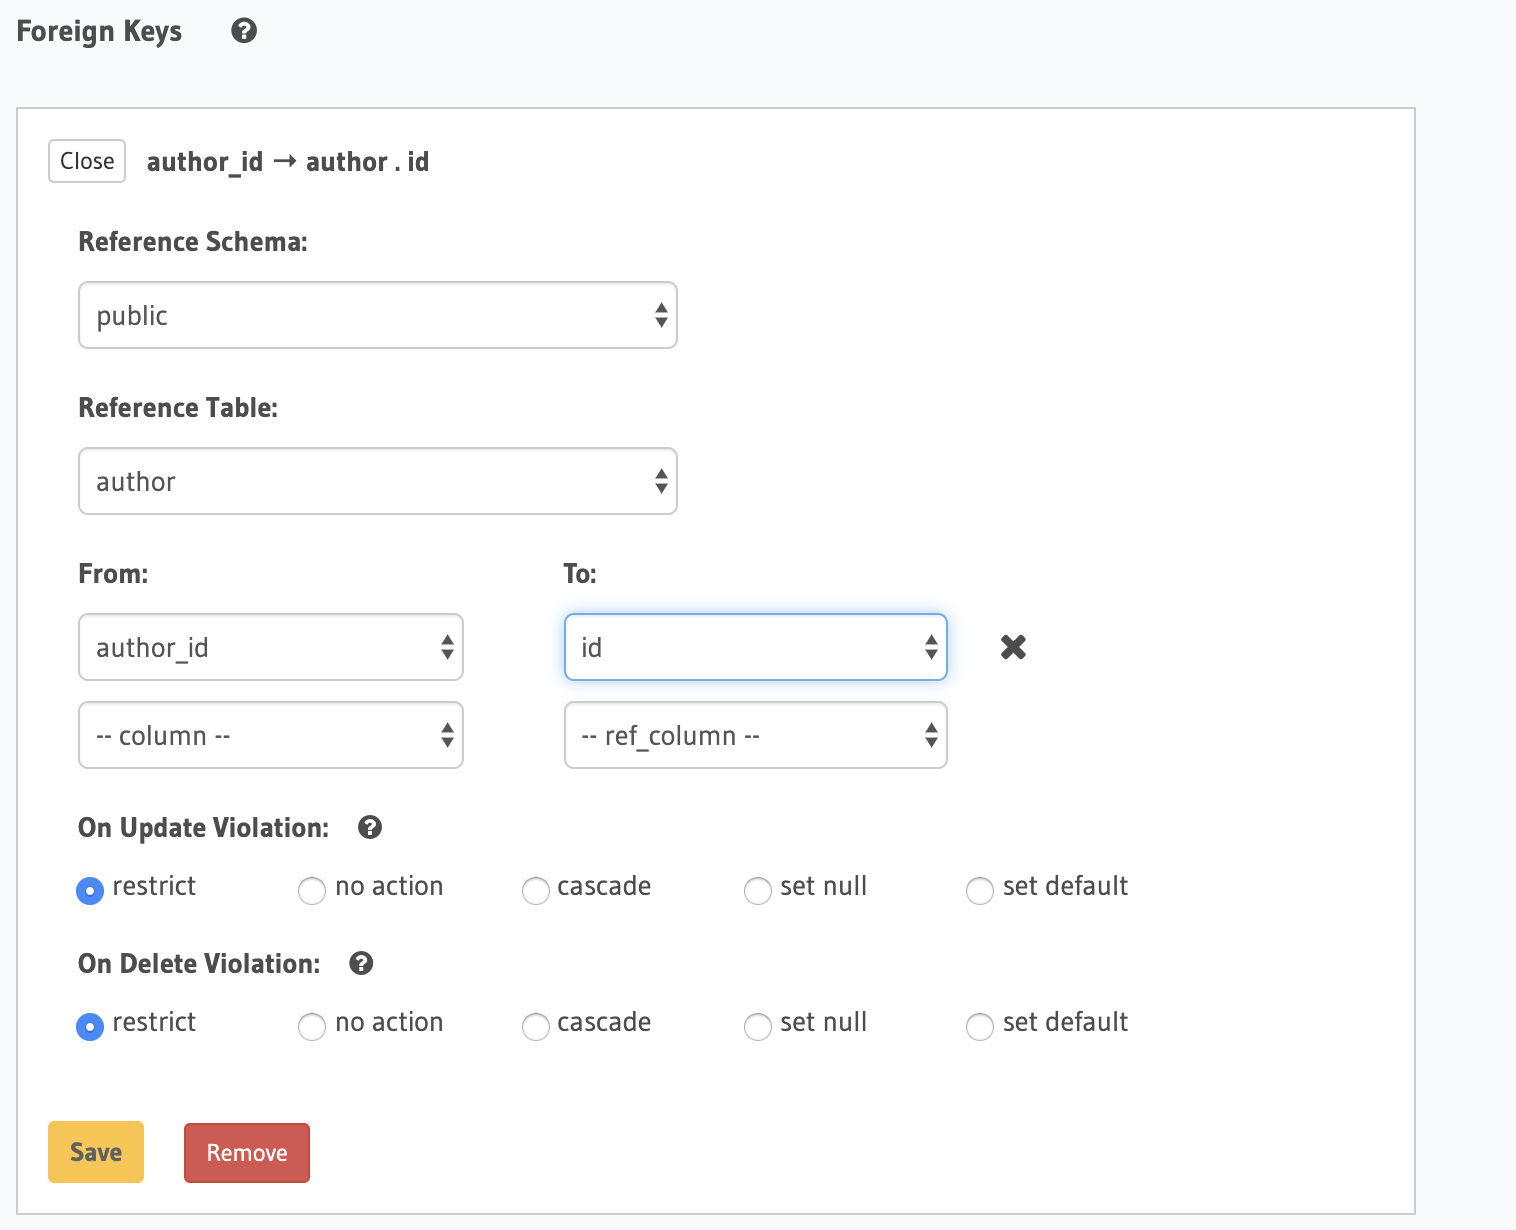 Foreign Keys ?
Close author_id → author . id
Reference Schema:
public
Reference Table:
author
From: To:
author_id id
-- column -- -- ref_column --
On Update Violation: ?
restrict no action cascade set null set default
On Delete Violation: ?
restrict no action cascade set null set default
Save Remove